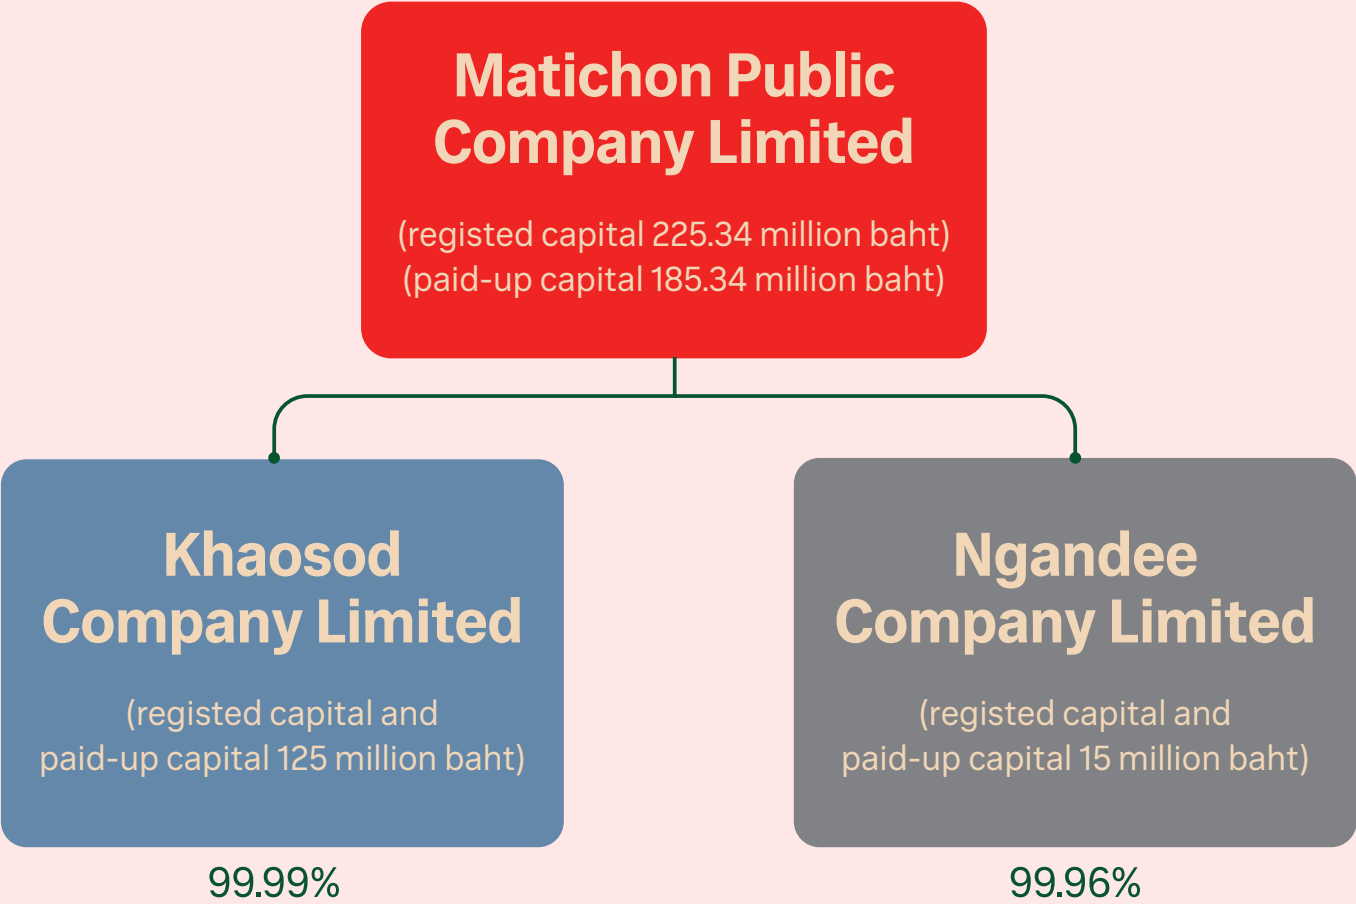 Matichon Public
Company Limited
(registed capital 225.34 million baht)
(paid-up capital 185.34 million baht)
Khaosod
Company Limited
(registed capital and
paid-up capital 125 million baht)
99.99%
Ngandee
Company Limited
(registed capital and
paid-up capital 15 million baht)
99.96%